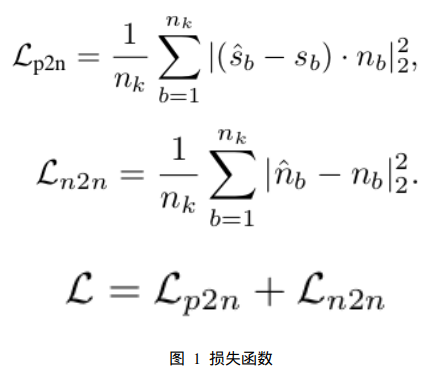 $\mathcal{L}_{\text{p2n}} = \frac{1}{n_k} \sum_{b=1}^{n_k} |(\hat{s}_b - s_b) \cdot n_b|_2^2,$
$\mathcal{L}_{n2n} = \frac{1}{n_k} \sum_{b=1}^{n_k} |\hat{n}_b - n_b|_2^2.$
$\mathcal{L} = \mathcal{L}_{p2n} + \mathcal{L}_{n2n}$
图 1 损失函数